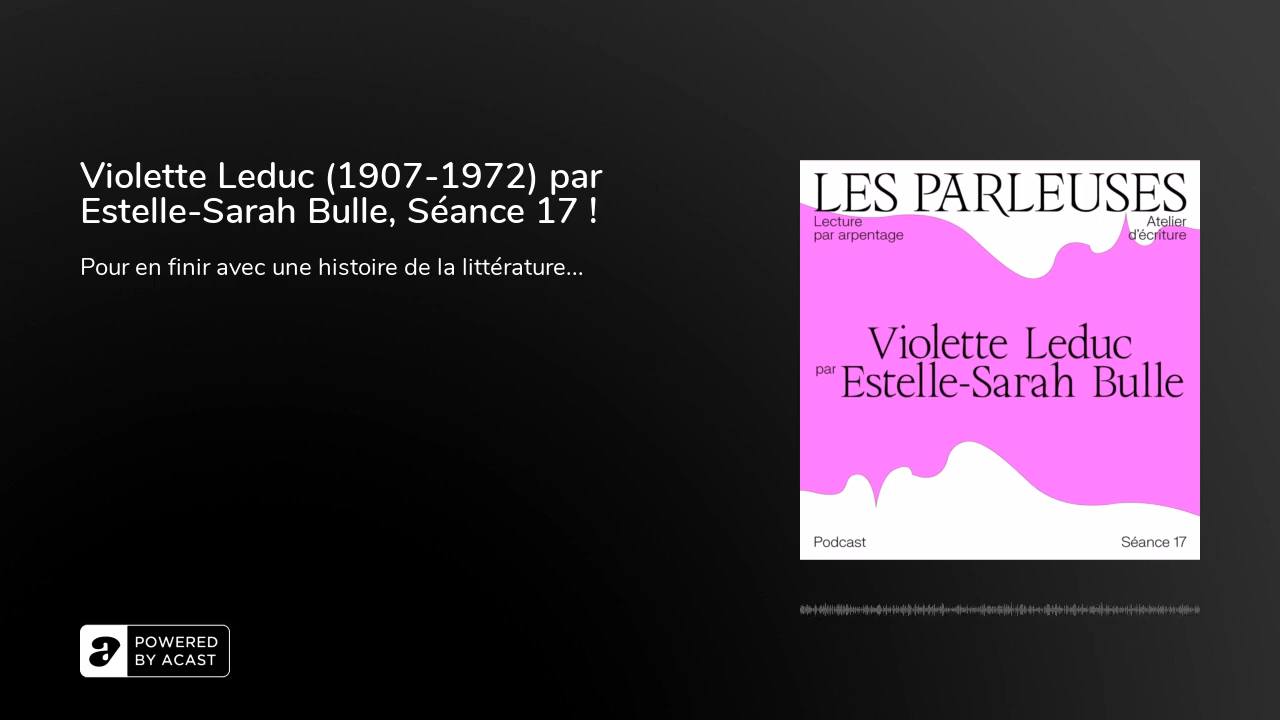 Violette Leduc (1907-1972) par
Estelle-Sarah Bulle, Séance 17 !
Pour en finir avec une histoire de la littérature...
LES PARLEUSES
Lecture
par arpentage
Atelier
d'écriture
Violette Leduc
par Estelle-Sarah Bulle
Podcast
Séance 17
a
POWERED
BY ACAST